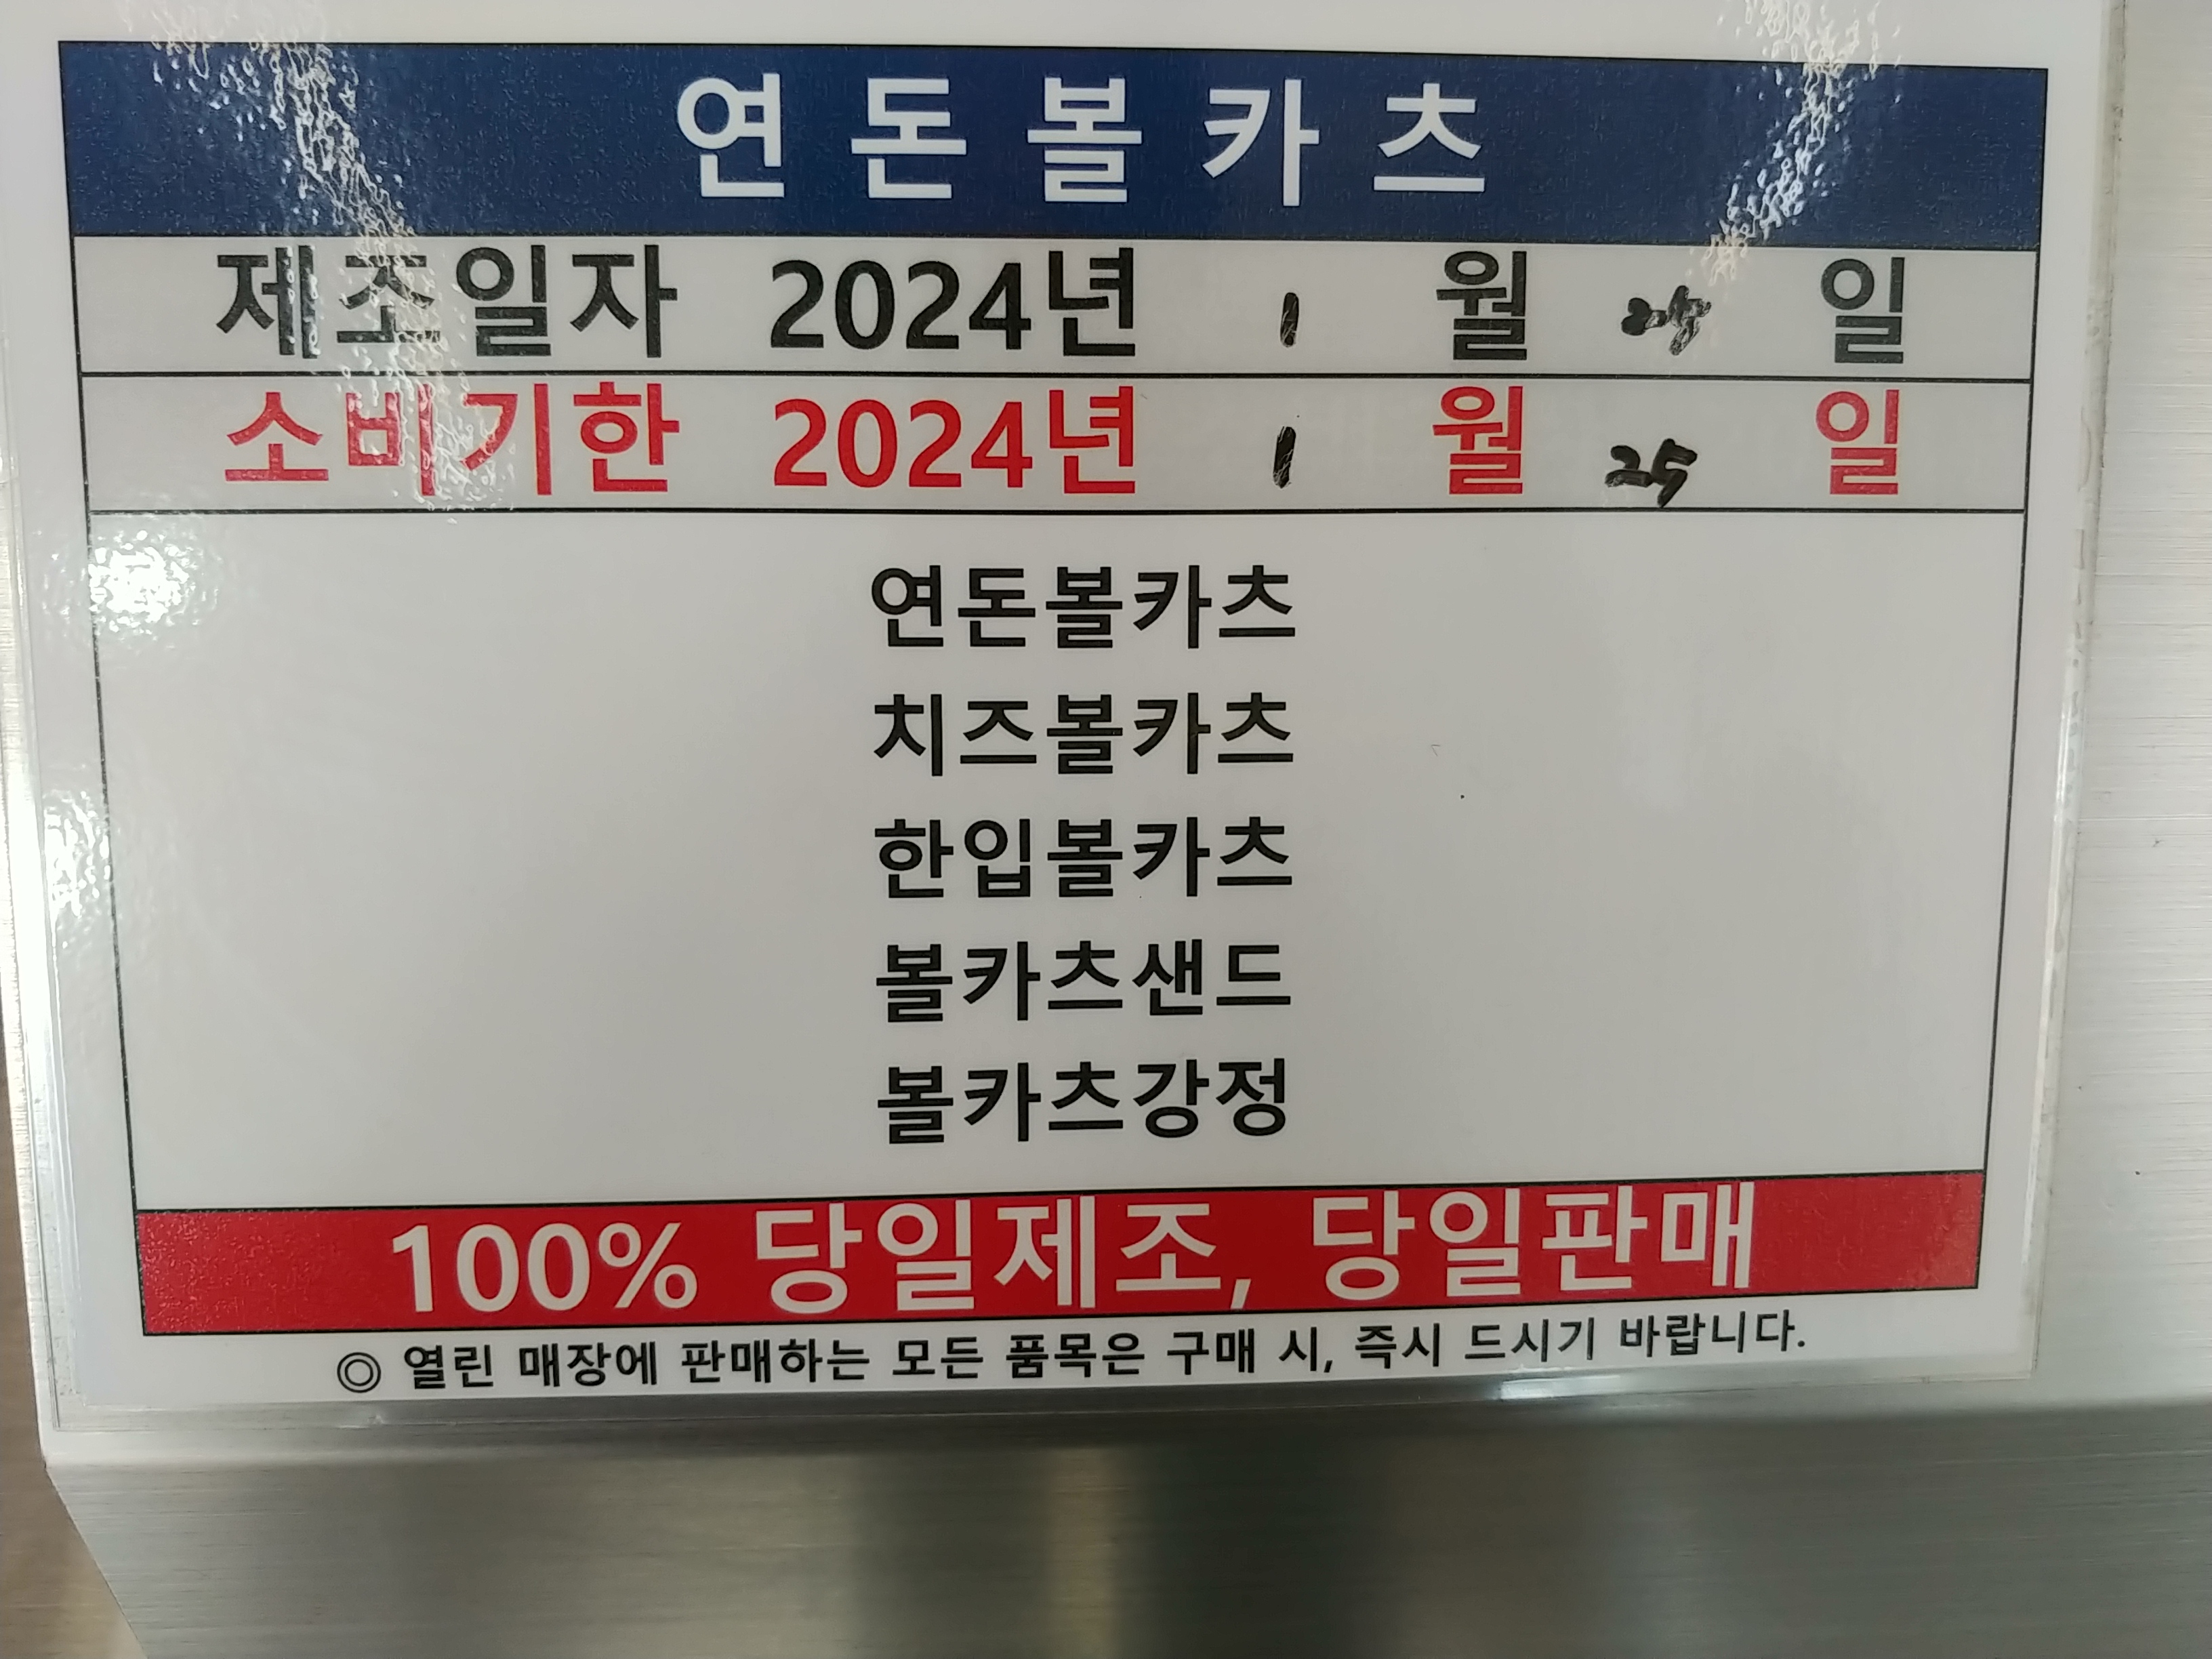 연돈볼카츠
제조일자 2024년 1 월 25 일
소비기한 2024년 1 월 25 일
연돈볼카츠
치즈볼카츠
한입볼카츠
볼카츠샌드
볼카츠강정
100% 당일제조, 당일판매
◎ 열린 매장에 판매하는 모든 품목은 구매 시, 즉시 드시기 바랍니다.